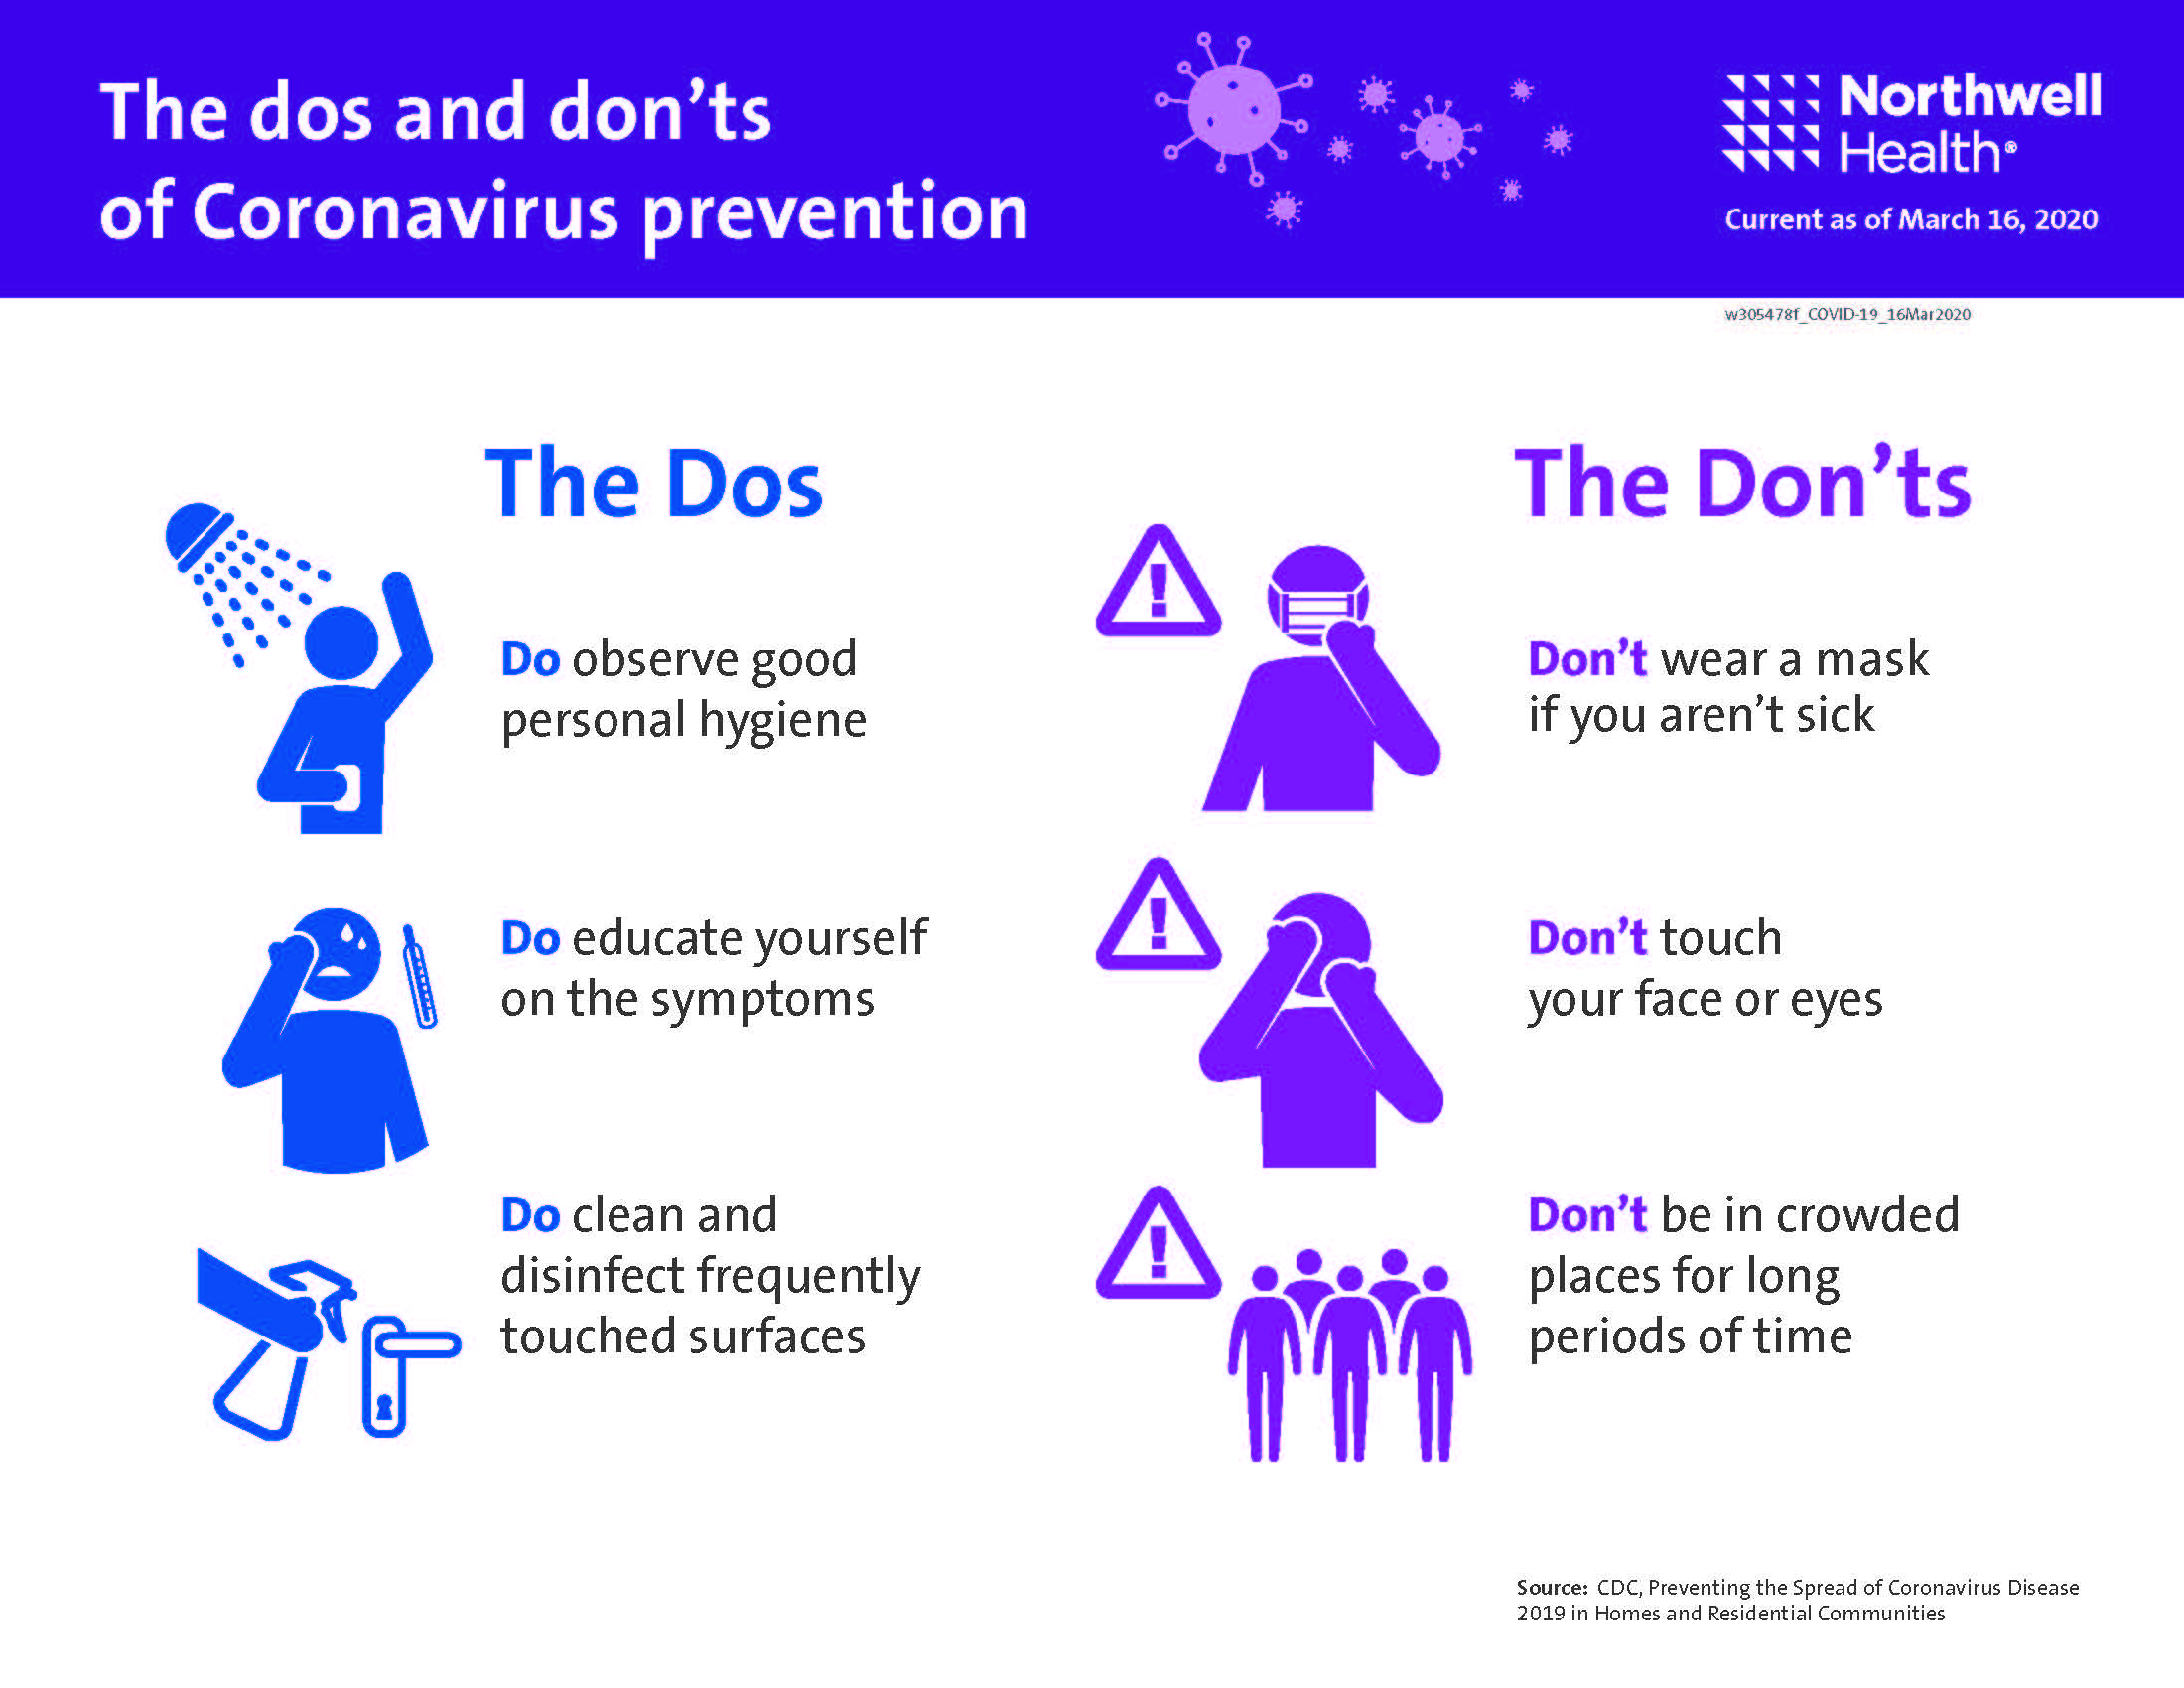 The dos and don'ts
of Coronavirus prevention
Northwell
Health®
Current as of March 16, 2020
w305478f_COVID-19_16Mar2020
The Dos
Do observe good
personal hygiene
Do educate yourself
on the symptoms
Do clean and
disinfect frequently
touched surfaces
The Don'ts
Don't wear a mask
if you aren't sick
Don't touch
your face or eyes
Don't be in crowded
places for long
periods of time
Source: CDC, Preventing the Spread of Coronavirus Disease
2019 in Homes and Residential Communities